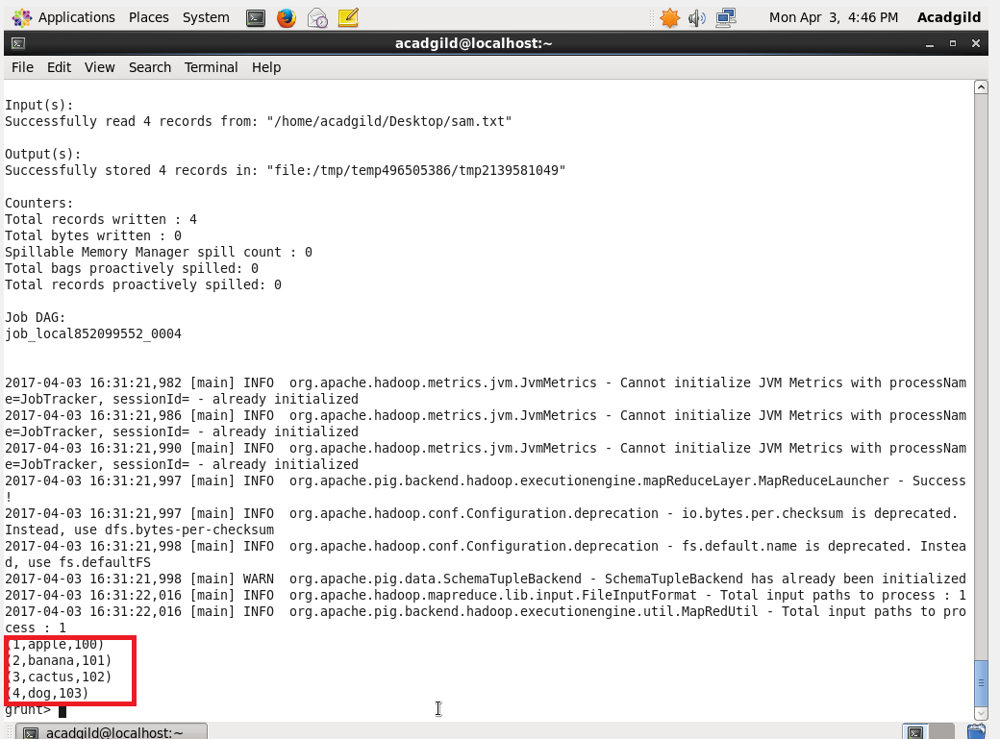 Applications Places System Mon Apr 3, 4:46 PM Acadgild
acadgild@localhost:~
File Edit View Search Terminal Help
Input(s):
Successfully read 4 records from: "/home/acadgild/Desktop/sam.txt"
Output(s):
Successfully stored 4 records in: "file:/tmp/temp496505386/tmp2139581049"
Counters:
Total records written : 4
Total bytes written : 0
Spillable Memory Manager spill count : 0
Total bags proactively spilled: 0
Total records proactively spilled: 0
Job DAG:
job_local852099552_0004
2017-04-03 16:31:21,982 [main] INFO  org.apache.hadoop.metrics.jvm.JvmMetrics - Cannot initialize JVM Metrics with processNam
e=JobTracker, sessionId= - already initialized
2017-04-03 16:31:21,986 [main] INFO  org.apache.hadoop.metrics.jvm.JvmMetrics - Cannot initialize JVM Metrics with processNam
e=JobTracker, sessionId= - already initialized
2017-04-03 16:31:21,990 [main] INFO  org.apache.hadoop.metrics.jvm.JvmMetrics - Cannot initialize JVM Metrics with processNam
e=JobTracker, sessionId= - already initialized
2017-04-03 16:31:21,997 [main] INFO  org.apache.pig.backend.hadoop.executionengine.mapReduceLayer.MapReduceLauncher - Success
!
2017-04-03 16:31:21,997 [main] INFO  org.apache.hadoop.conf.Configuration.deprecation - io.bytes.per.checksum is deprecated.
Instead, use dfs.bytes-per-checksum
2017-04-03 16:31:21,998 [main] INFO  org.apache.hadoop.conf.Configuration.deprecation - fs.default.name is deprecated. Instea
d, use fs.defaultFS
2017-04-03 16:31:21,998 [main] WARN  org.apache.pig.data.SchemaTupleBackend - SchemaTupleBackend has already been initialized
2017-04-03 16:31:22,016 [main] INFO  org.apache.hadoop.mapreduce.lib.input.FileInputFormat - Total input paths to process : 1
2017-04-03 16:31:22,016 [main] INFO  org.apache.pig.backend.hadoop.executionengine.util.MapRedUtil - Total input paths to pro
cess : 1
(1,apple,100)
(2,banana,101)
(3,cactus,102)
(4,dog,103)
grunt>
acadgild@localhost:~